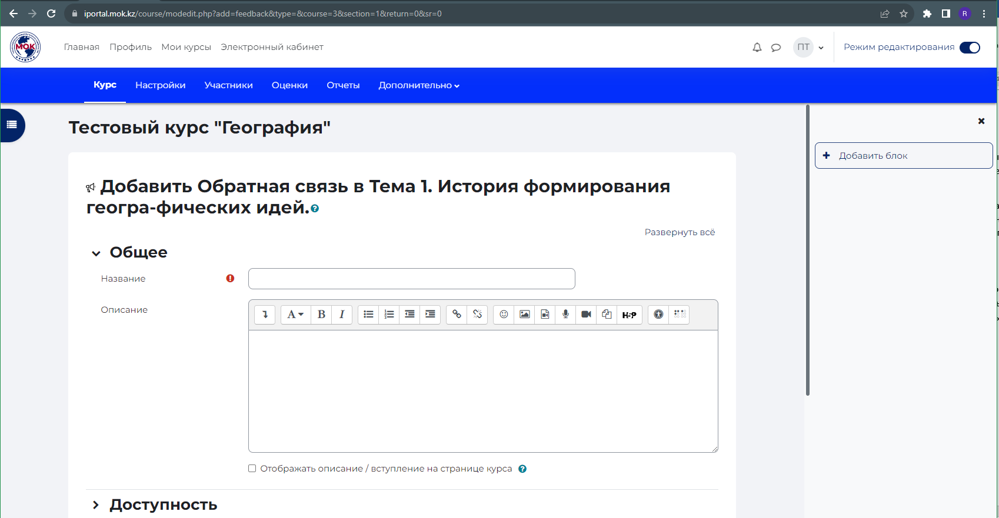 iportal.mok.kz/course/modedit.php?add=feedback&type=&course=3&section=1&return=0&sr=0
R
МОК
Главная Профиль Мои курсы Электронный кабинет
ПТ
Режим редактирования
Курс Настройки Участники Оценки Отчеты Дополнительно
Тестовый курс "География"
Добавить блок
Добавить Обратная связь в Тема 1. История формирования
геогра-фических идей.
Развернуть всё
Общее
Название
Описание
A B I
H5P
Отображать описание / вступление на странице курса
Доступность